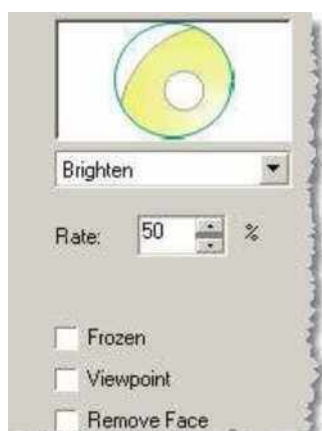 Brighten
Rate: 50 %
Frozen
Viewpoint
Remove Face